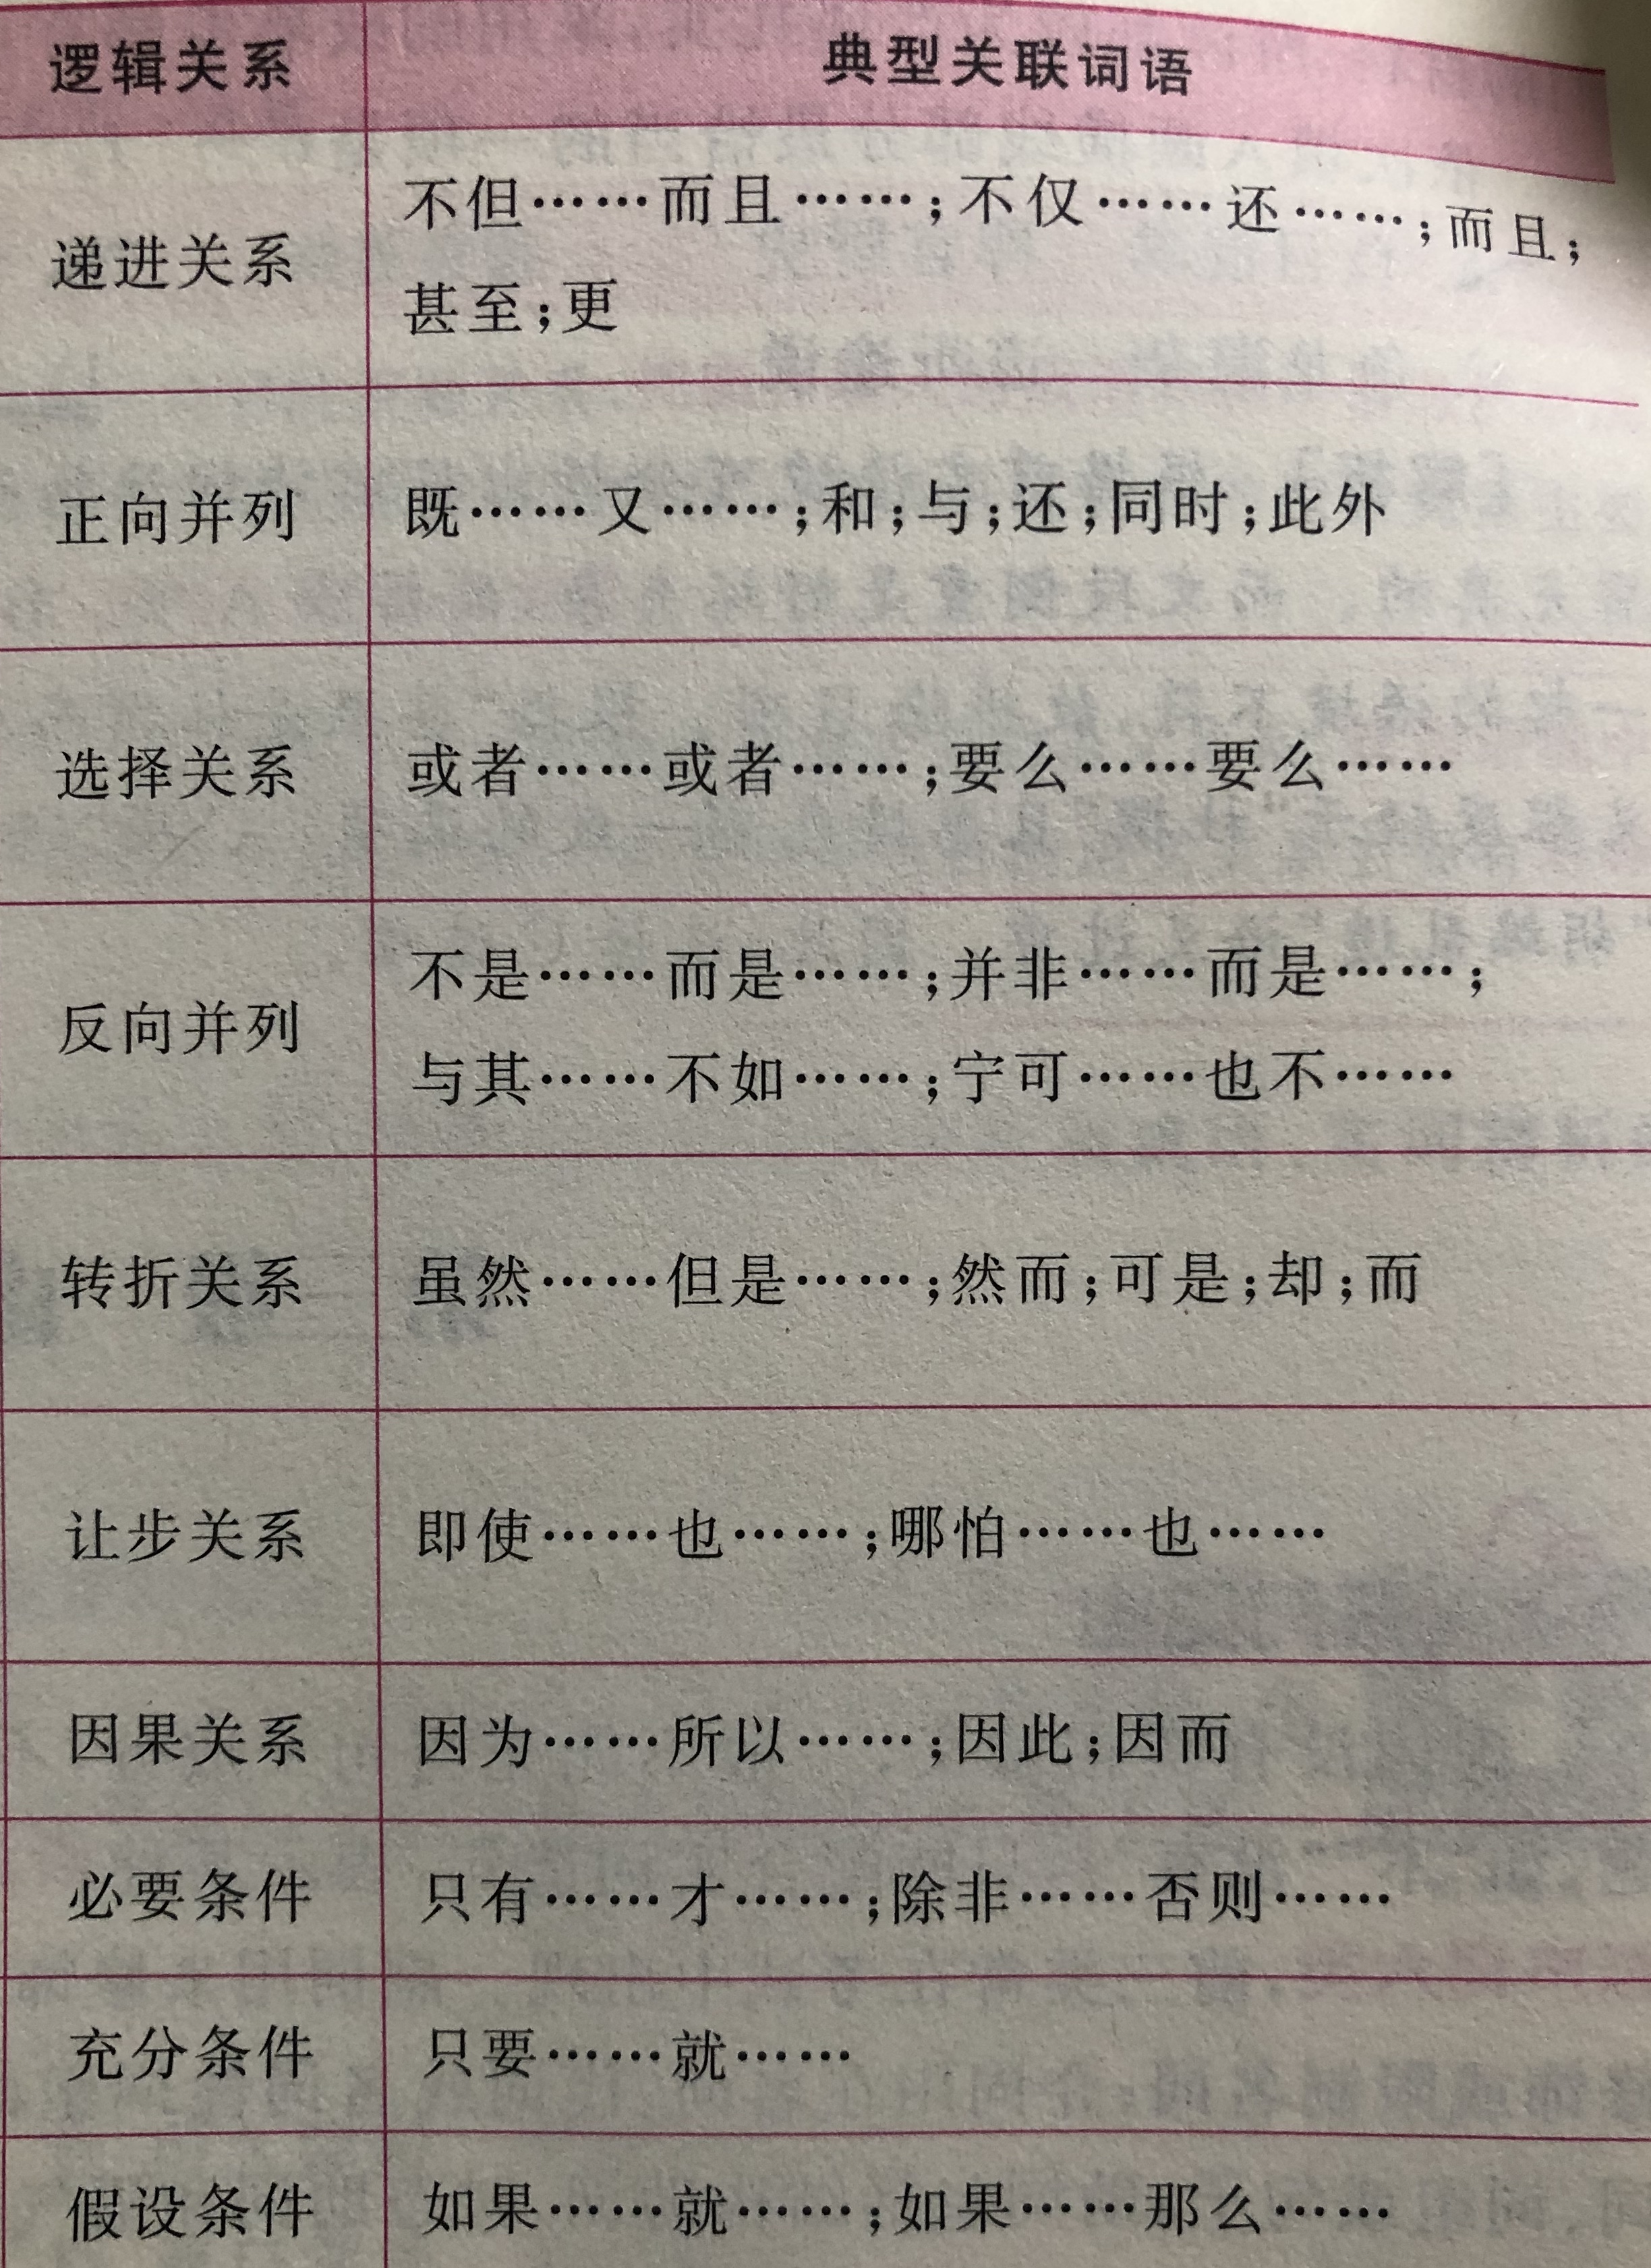 逻辑关系 典型关联词语
递进关系 不但……而且……;不仅……还……;而且;
甚至;更
正向并列 既……又……;和;与;还;同时;此外
选择关系 或者……或者……;要么……要么……
反向并列 不是……而是……;并非……而是……;
与其……不如……;宁可……也不……
转折关系 虽然……但是……;然而;可是;却;而
让步关系 即使……也……;哪怕……也……
因果关系 因为……所以……;因此;因而
必要条件 只有……才……;除非……否则……
充分条件 只要……就……
假设条件 如果……就……;如果……那么……